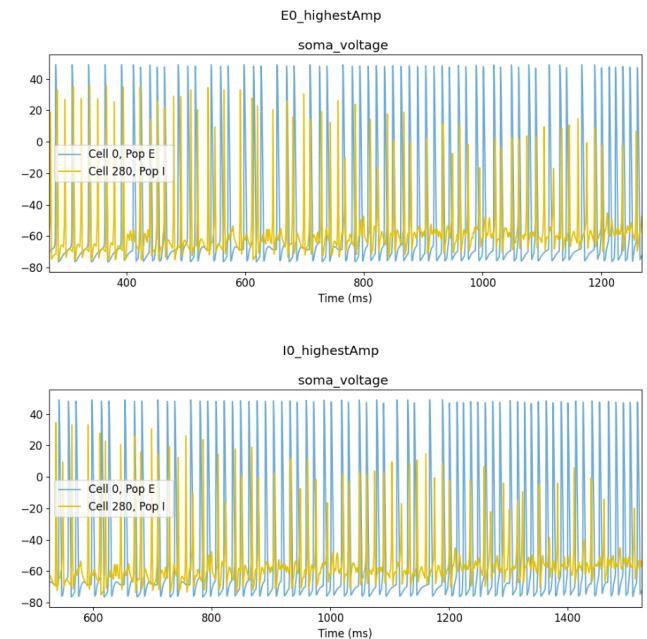 E0_highestAmp
soma_voltage
40
20
0
−20
−40
−60
−80
Cell 0, Pop E
Cell 280, Pop I
400
600
800
1000
1200
Time (ms)
I0_highestAmp
soma_voltage
40
20
0
−20
−40
−60
−80
Cell 0, Pop E
Cell 280, Pop I
600
800
1000
1200
1400
Time (ms)